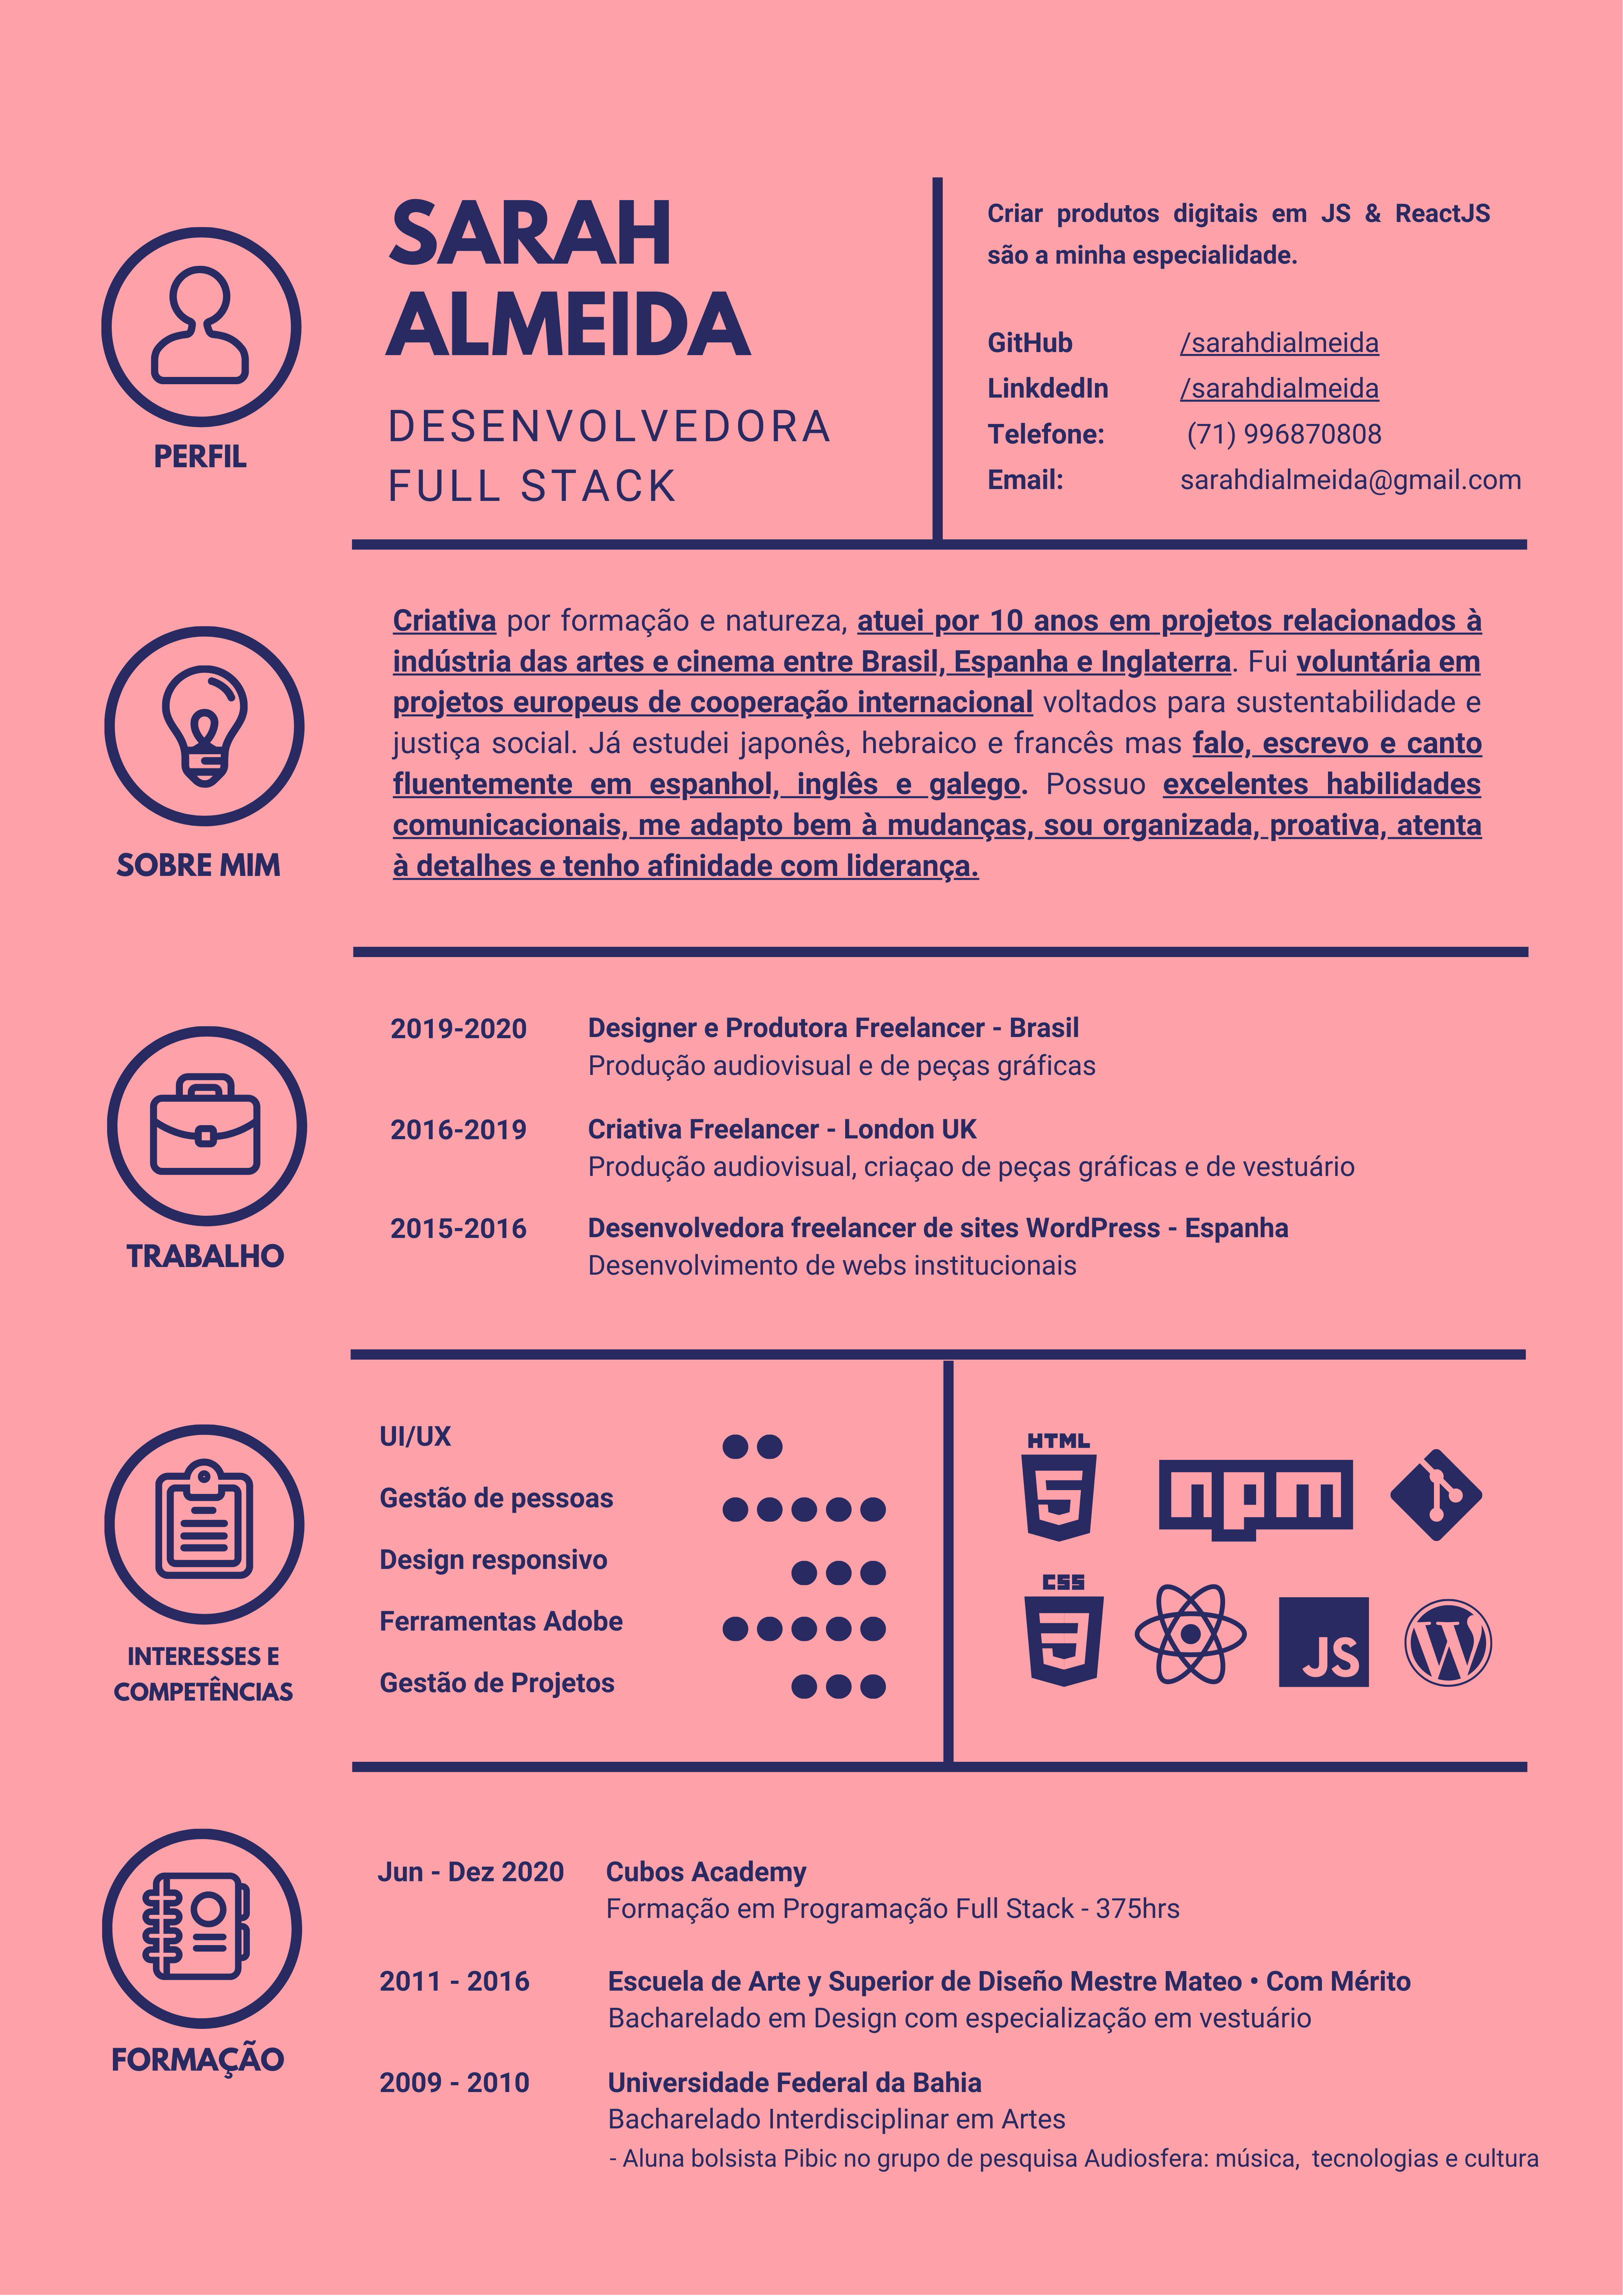 SARAH
ALMEIDA
DESENVOLVEDORA
FULL STACK
PERFIL
Criar produtos digitais em JS & ReactJS
são a minha especialidade.
GitHub /sarahdialmeida
LinkdedIn /sarahdialmeida
Telefone: (71) 996870808
Email: sarahdialmeida@gmail.com
SOBRE MIM
Criativa por formação e natureza, atuei por 10 anos em projetos relacionados à
indústria das artes e cinema entre Brasil, Espanha e Inglaterra. Fui voluntária em
projetos europeus de cooperação internacional voltados para sustentabilidade e
justiça social. Já estudei japonês, hebraico e francês mas falo, escrevo e canto
fluentemente em espanhol, inglês e galego. Possuo excelentes habilidades
comunicacionais, me adapto bem à mudanças, sou organizada, proativa, atenta
à detalhes e tenho afinidade com liderança.
TRABALHO
2019-2020 Designer e Produtora Freelancer - Brasil
Produção audiovisual e de peças gráficas
2016-2019 Criativa Freelancer - London UK
Produção audiovisual, criaçao de peças gráficas e de vestuário
2015-2016 Desenvolvedora freelancer de sites WordPress - Espanha
Desenvolvimento de webs institucionais
INTERESSES E
COMPETÊNCIAS
UI/UX
Gestão de pessoas
Design responsivo
Ferramentas Adobe
Gestão de Projetos
HTML
5
npm
CSS
3
JS
W
FORMAÇÃO
Jun - Dez 2020 Cubos Academy
Formação em Programação Full Stack - 375hrs
2011 - 2016 Escuela de Arte y Superior de Diseño Mestre Mateo • Com Mérito
Bacharelado em Design com especialização em vestuário
2009 - 2010 Universidade Federal da Bahia
Bacharelado Interdisciplinar em Artes
- Aluna bolsista Pibic no grupo de pesquisa Audiosfera: música, tecnologias e cultura